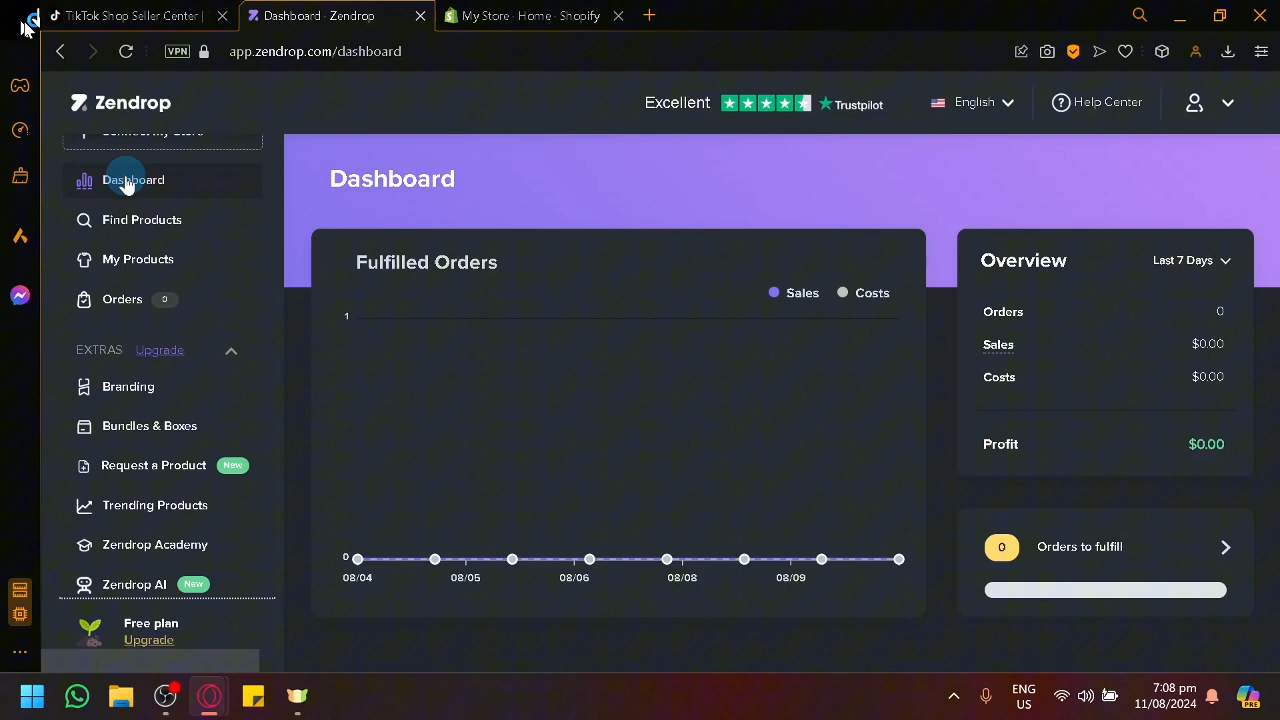 TikTok Shop Seller Center |
Dashboard - Zendrop
My Store · Home · Shopify
VPN
app.zendrop.com/dashboard
Zendrop
Excellent
Trustpilot
English
Help Center
Connect My Store
Dashboard
Find Products
My Products
Orders 0
EXTRAS Upgrade
Branding
Bundles & Boxes
Request a Product New
Trending Products
Zendrop Academy
Zendrop AI New
Free plan
Upgrade
Dashboard
Fulfilled Orders
Sales Costs
1
0
08/04 08/05 08/06 08/08 08/09
Overview Last 7 Days
Orders 0
Sales $0.00
Costs $0.00
Profit $0.00
0 Orders to fulfill
ENG
US
7:08 pm
11/08/2024
PRE